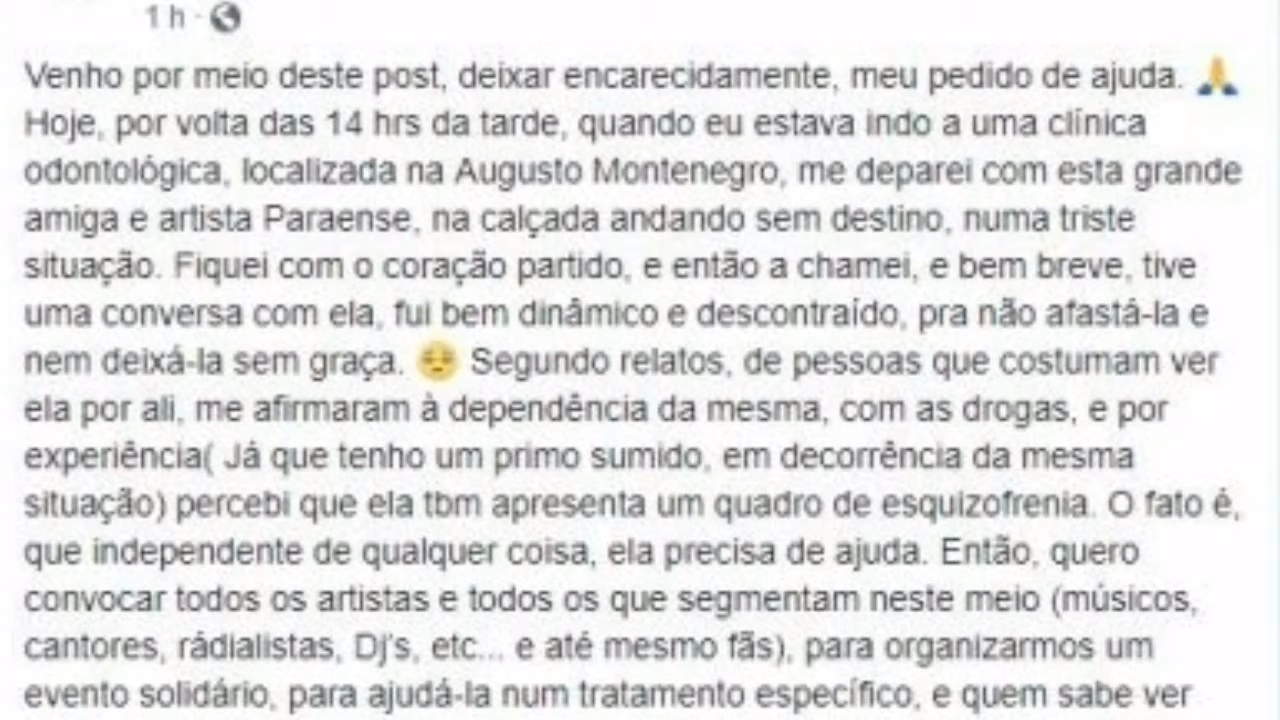 1 h ·
Venho por meio deste post, deixar encarecidamente, meu pedido de ajuda. 🙏
Hoje, por volta das 14 hrs da tarde, quando eu estava indo a uma clínica
odontológica, localizada na Augusto Montenegro, me deparei com esta grande
amiga e artista Paraense, na calçada andando sem destino, numa triste
situação. Fiquei com o coração partido, e então a chamei, e bem breve, tive
uma conversa com ela, fui bem dinâmico e descontraído, pra não afastá-la e
nem deixá-la sem graça. 😔 Segundo relatos, de pessoas que costumam ver
ela por ali, me afirmaram à dependência da mesma, com as drogas, e por
experiência( Já que tenho um primo sumido, em decorrência da mesma
situação) percebi que ela tbm apresenta um quadro de esquizofrenia. O fato é,
que independente de qualquer coisa, ela precisa de ajuda. Então, quero
convocar todos os artistas e todos os que segmentam neste meio (músicos,
cantores, rádialistas, Dj's, etc... e até mesmo fãs), para organizarmos um
evento solidário, para ajudá-la num tratamento específico, e quem sabe ver